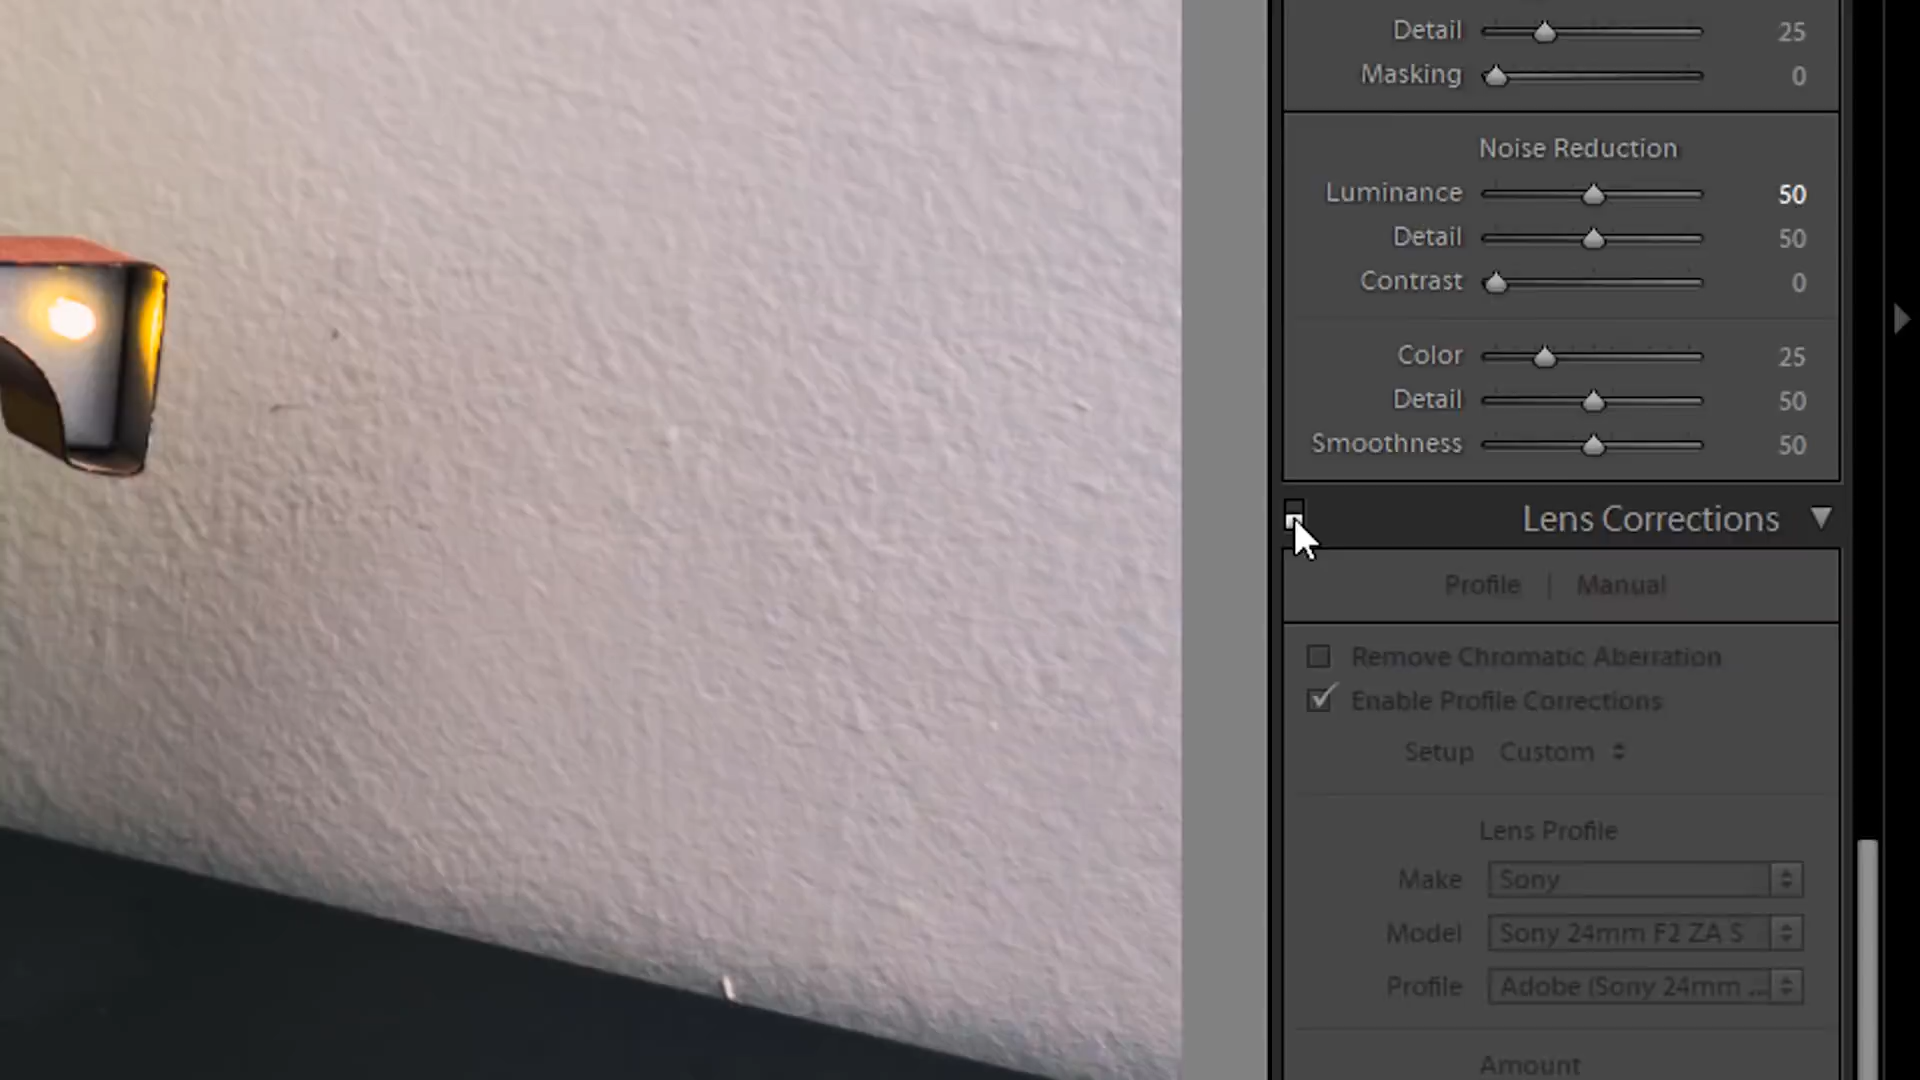 Detail 25
Masking 0
Noise Reduction
Luminance 50
Detail 50
Contrast 0
Color 25
Detail 50
Smoothness 50
Lens Corrections
Profile | Manual
Remove Chromatic Aberration
Enable Profile Corrections
Setup Custom
Lens Profile
Make Sony
Model Sony 24mm F2 ZA S
Profile Adobe (Sony 24mm ...
Amount